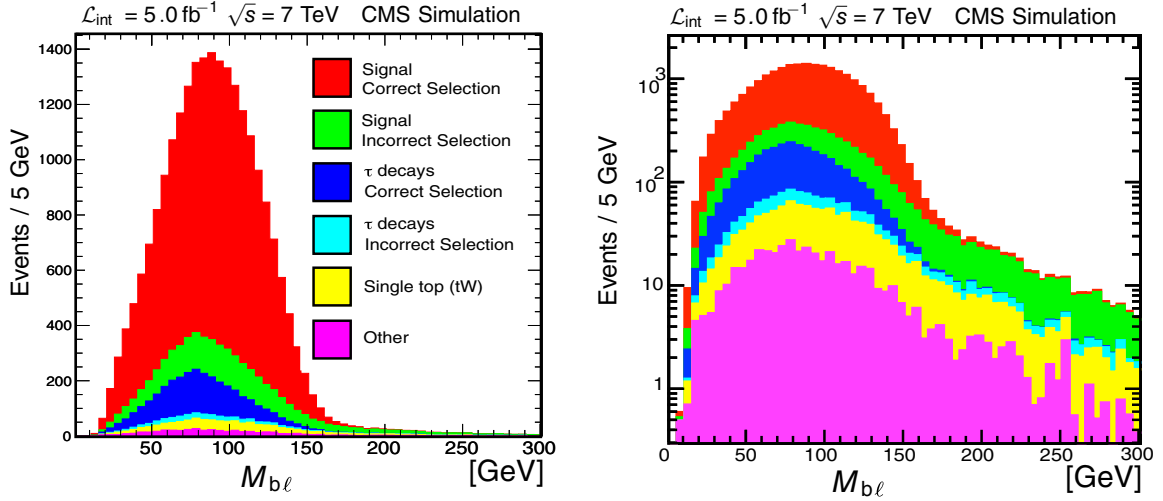 ℒint = 5.0 fb⁻¹ √s = 7 TeV CMS Simulation
Events / 5 GeV
1400
1200
1000
800
600
400
200
0
Signal
Correct Selection
Signal
Incorrect Selection
τ decays
Correct Selection
τ decays
Incorrect Selection
Single top (tW)
Other
50 100 150 200 250 300
M_bℓ [GeV]
ℒint = 5.0 fb⁻¹ √s = 7 TeV CMS Simulation
Events / 5 GeV
10³
10²
10
1
0 50 100 150 200 250 300
M_bℓ [GeV]